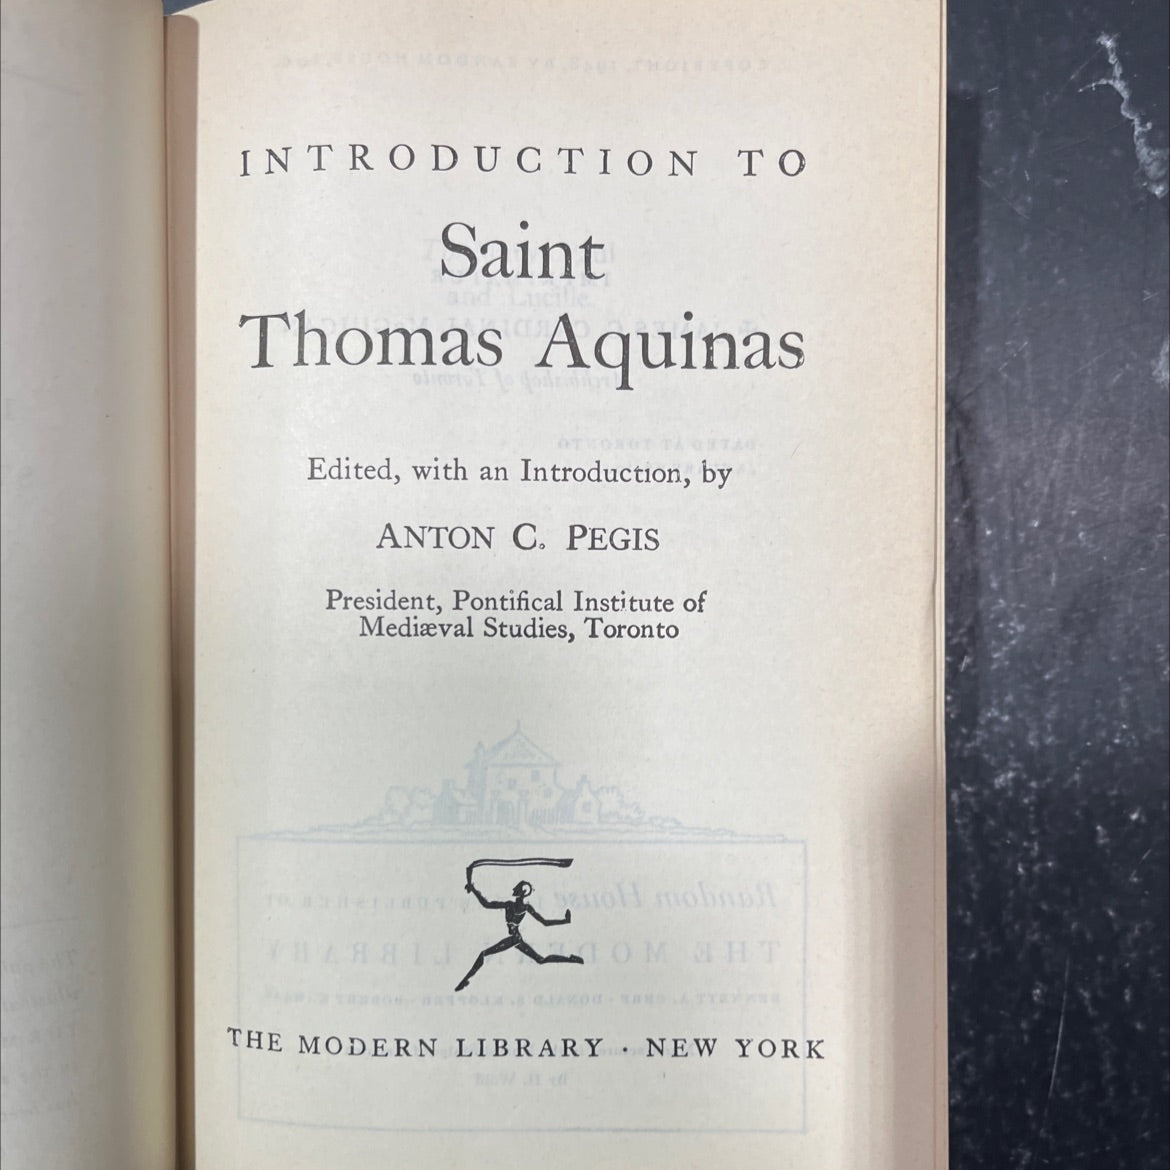 INTRODUCTION TO
Saint
Thomas Aquinas
Edited, with an Introduction, by
ANTON C. PEGIS
President, Pontifical Institute of
Mediæval Studies, Toronto
THE MODERN LIBRARY · NEW YORK